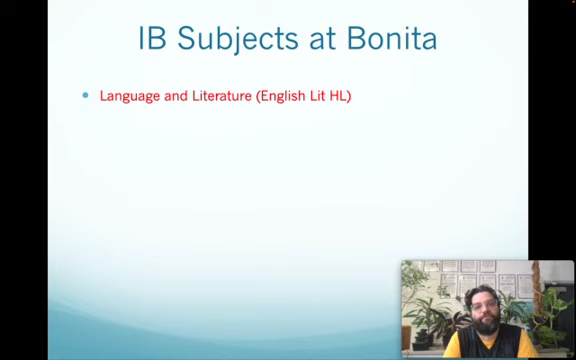 IB Subjects at Bonita
Language and Literature (English Lit HL)